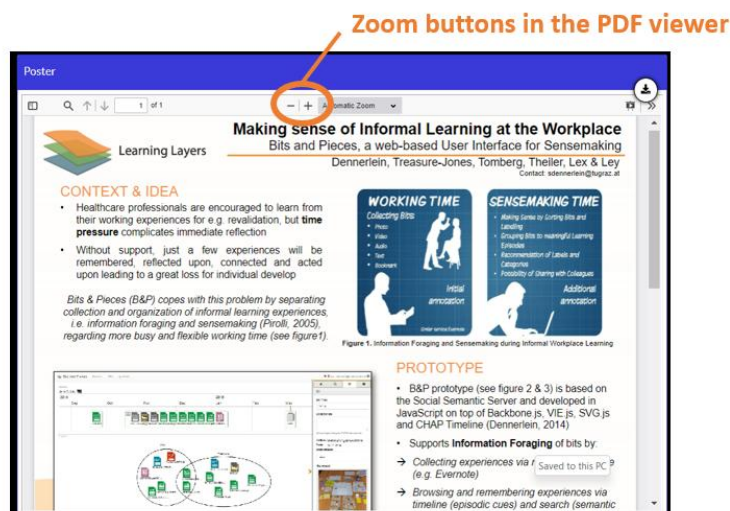 Zoom buttons in the PDF viewer
Poster
1 of 1
Automatic Zoom
Making sense of Informal Learning at the Workplace
Bits and Pieces, a web-based User Interface for Sensemaking
Learning Layers
Dennerlein, Treasure-Jones, Tomberg, Theiler, Lex & Ley
Contact: sdennerlein@tugraz.at
CONTEXT & IDEA
• Healthcare professionals are encouraged to learn from
their working experiences for e.g. revalidation, but time
pressure complicates immediate reflection
• Without support, just a few experiences will be
remembered, reflected upon, connected and acted
upon leading to a great loss for individual develop
Bits & Pieces (B&P) copes with this problem by separating
collection and organization of informal learning experiences,
i.e. information foraging and sensemaking (Pirolli, 2005),
regarding more busy and flexible working time (see figure1).
WORKING TIME
Collecting Bits:
• Photo
• Video
• Audio
• Text
• Bookmark
Initial
annotation
Under service Evernote
SENSEMAKING TIME
• Making Sense by Sorting Bits and
Labelling
• Grouping Bits to meaningful Learning
Episodes
• Recommendation of Labels and
Categories
• Possibility of Sharing with Colleagues
Additional
annotation
Figure 1. Information Foraging and Sensemaking during Informal Workplace Learning
PROTOTYPE
• B&P prototype (see figure 2 & 3) is based on
the Social Semantic Server and developed in
JavaScript on top of Backbone.js, VIE.js, SVG.js
and CHAP Timeline (Dennerlein, 2014)
• Supports Information Foraging of bits by:
→ Collecting experiences via
(e.g. Evernote)
Saved to this PC
→ Browsing and remembering experiences via
timeline (episodic cues) and search (semantic